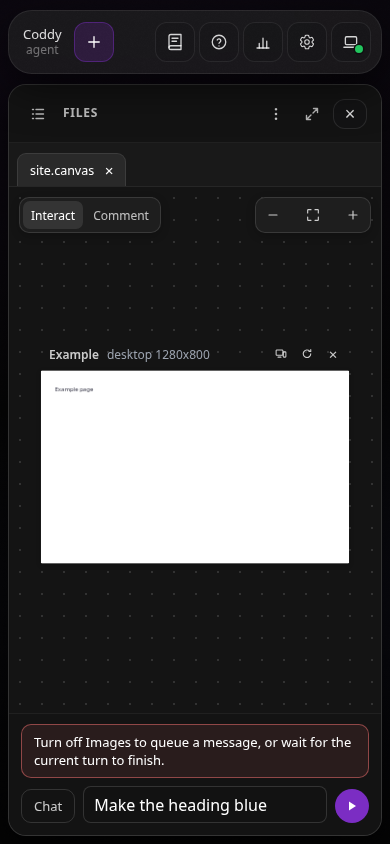 Coddy
agent
FILES
site.canvas
Interact Comment
Example desktop 1280x800
Example page
Turn off Images to queue a message, or wait for the
current turn to finish.
Chat
Make the heading blue